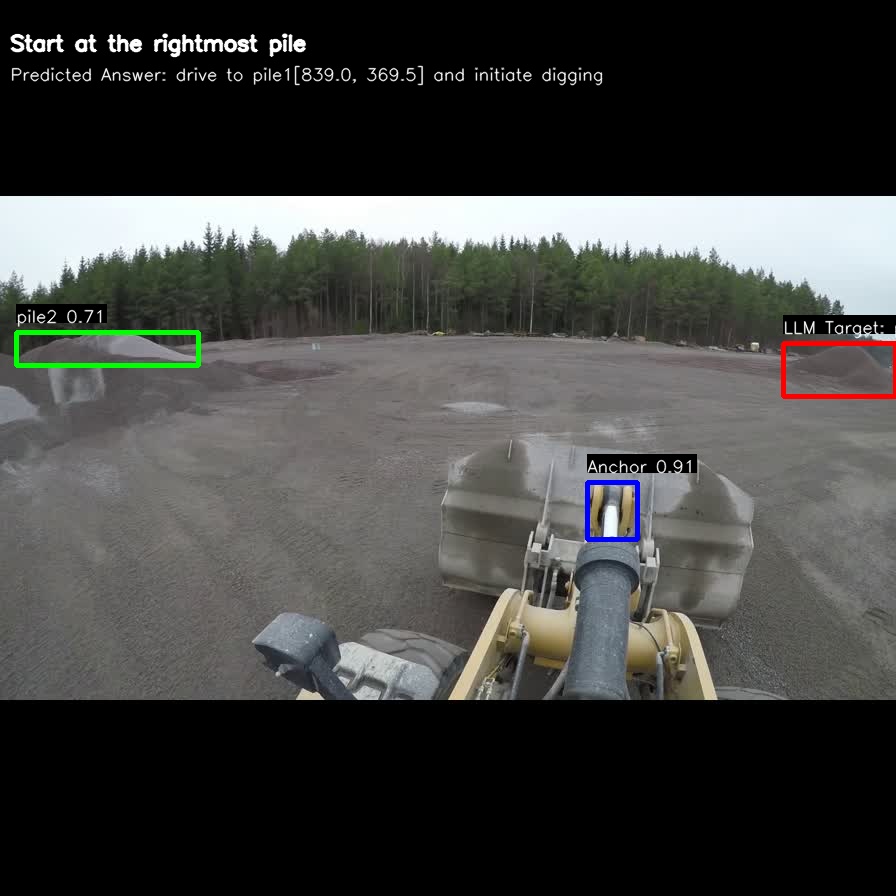 Start at the rightmost pile
Predicted Answer: drive to pile1[839.0, 369.5] and initiate digging
pile2 0.71
LLM Target:
Anchor 0.91